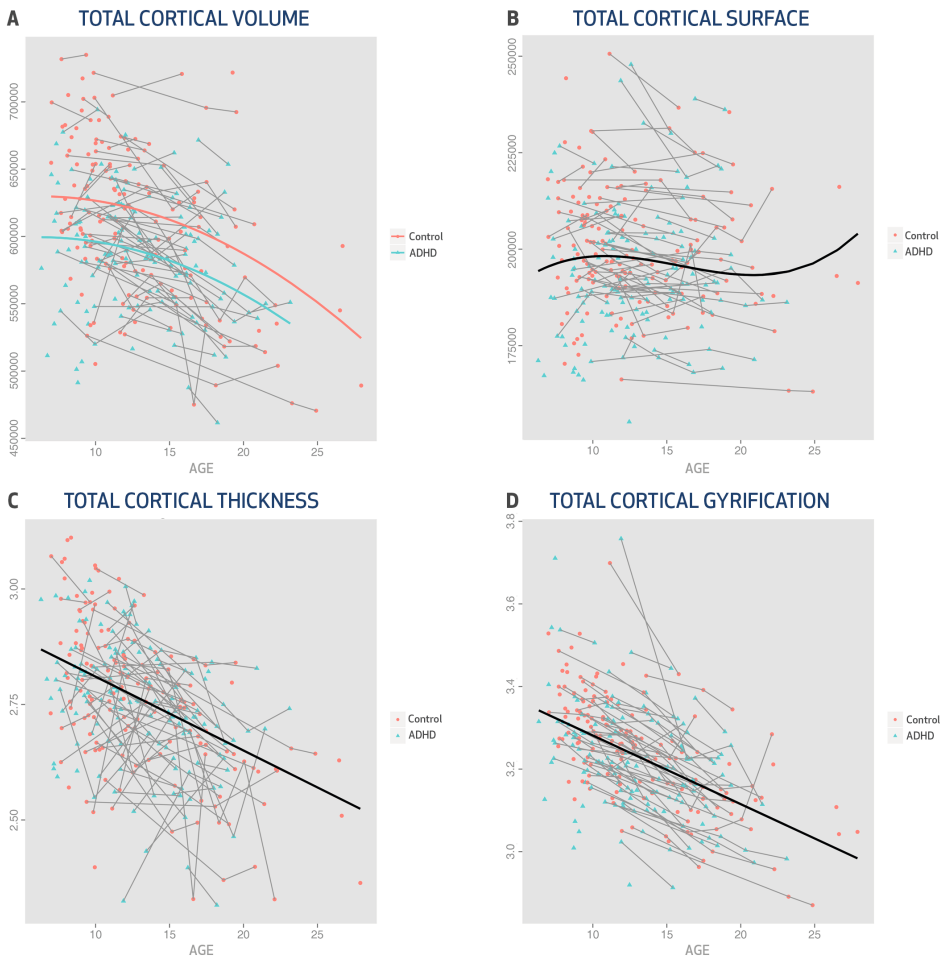 A TOTAL CORTICAL VOLUME
700000
650000
600000
550000
500000
450000
10 15 20 25
AGE
Control
ADHD
B TOTAL CORTICAL SURFACE
250000
225000
200000
175000
10 15 20 25
AGE
Control
ADHD
C TOTAL CORTICAL THICKNESS
3.00
2.75
2.50
10 15 20 25
AGE
Control
ADHD
D TOTAL CORTICAL GYRIFICATION
3.8
3.6
3.4
3.2
3.0
10 15 20 25
AGE
Control
ADHD